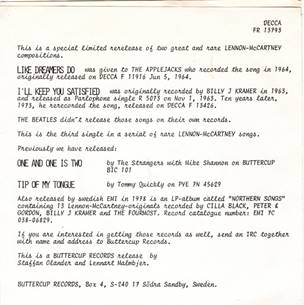 DECCA
FR 13793
This is a special limited rerelease of two great and rare LENNON-McCARTNEY
compositions.
LIKE DREAMERS DO was given to THE APPLEJACKS who recorded the song in 1964,
originally released on DECCA F 11916 Jun 5, 1964.
I'LL KEEP YOU SATISFIED was originally recorded by BILLY J KRAMER in 1963,
and released as Parlophone single R 5073 on Nov 1, 1963. Ten years later,
1973, he rerecorded the song, released on DECCA F 13426.
THE BEATLES didn't release those songs on their own records.
This is the third single in a serial of rare LENNON-McCARTNEY songs.
Previously we have released:
ONE AND ONE IS TWO by The Strangers with Mike Shannon on BUTTERCUP
BIC 101
TIP OF MY TONGUE by Tommy Quickly on PYE 7N 45629
Also released by swedish EMI in 1978 is an LP-album called "NORTHERN SONGS"
containing 13 Lennon-McCartney-originals recorded by CILLA BLACK, PETER &
GORDON, BILLY J KRAMER and THE FOURMOST. Record catalogue number: EMI 7C
038-06829.
If you are interested in getting those records as well, send an IRC together
with name and address to Buttercup Records.
This is a BUTTERCUP RECORDS release by
Staffan Olander and Lennart Malmbjer.
BUTTERCUP RECORDS, Box 4, S-240 17 Södra Sandby, Sweden.